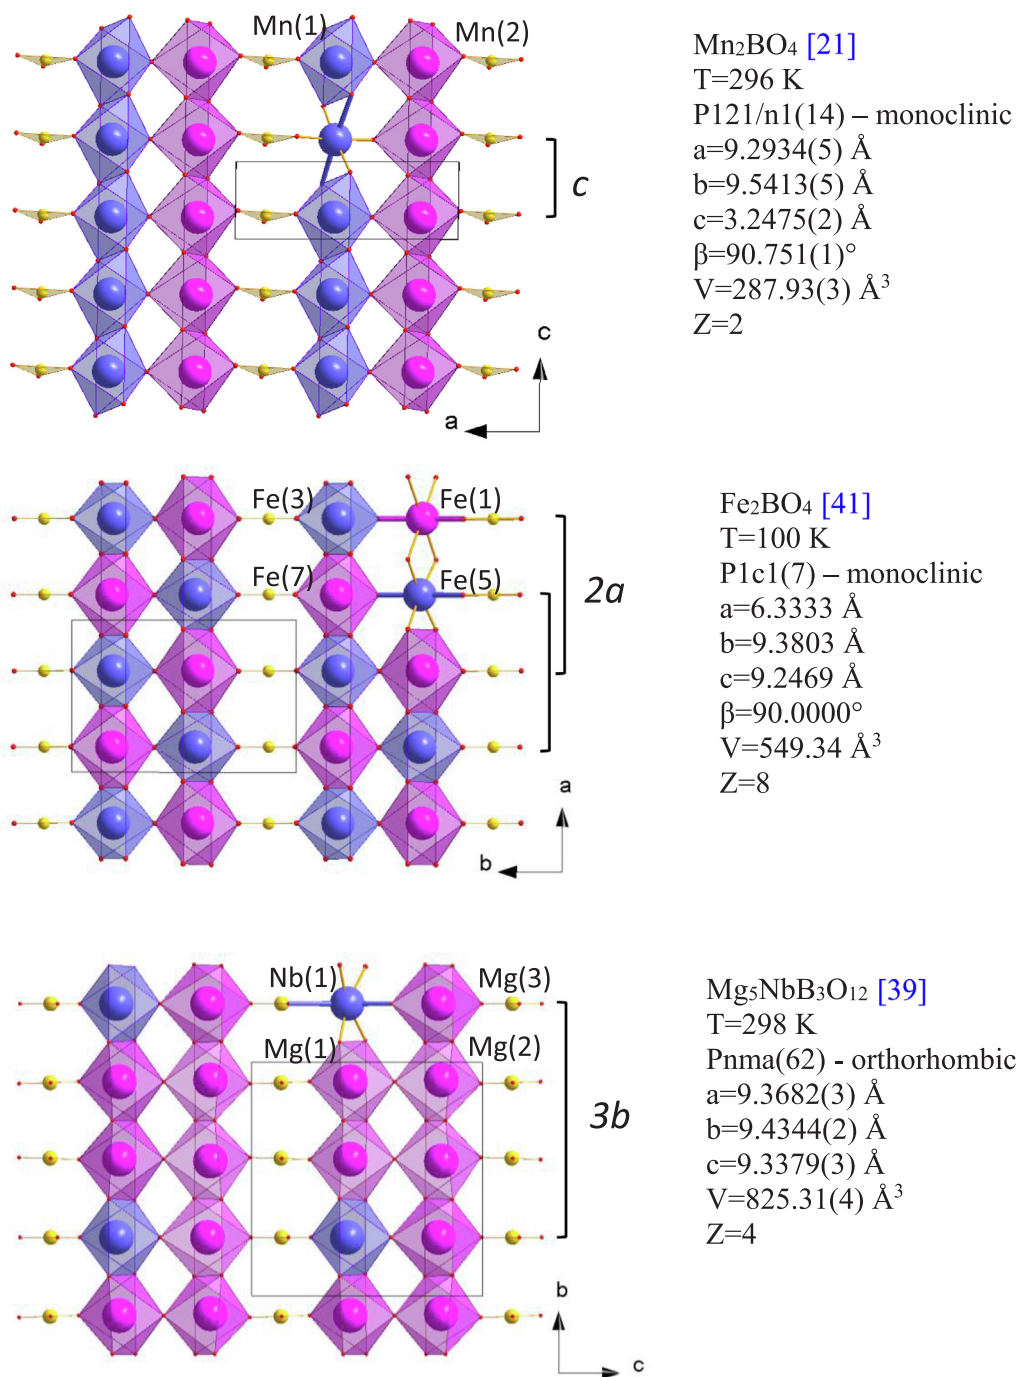 Mn(1)
Mn(2)
c
c
a
Mn₂BO₄ [21]
T=296 K
P121/n1(14) – monoclinic
a=9.2934(5) Å
b=9.5413(5) Å
c=3.2475(2) Å
β=90.751(1)°
V=287.93(3) Å³
Z=2
Fe(3)
Fe(1)
Fe(7)
Fe(5)
2a
a
b
Fe₂BO₄ [41]
T=100 K
P1c1(7) – monoclinic
a=6.3333 Å
b=9.3803 Å
c=9.2469 Å
β=90.0000°
V=549.34 Å³
Z=8
Nb(1)
Mg(3)
Mg(1)
Mg(2)
3b
b
c
Mg₅NbB₃O₁₂ [39]
T=298 K
Pnma(62) - orthorhombic
a=9.3682(3) Å
b=9.4344(2) Å
c=9.3379(3) Å
V=825.31(4) Å³
Z=4